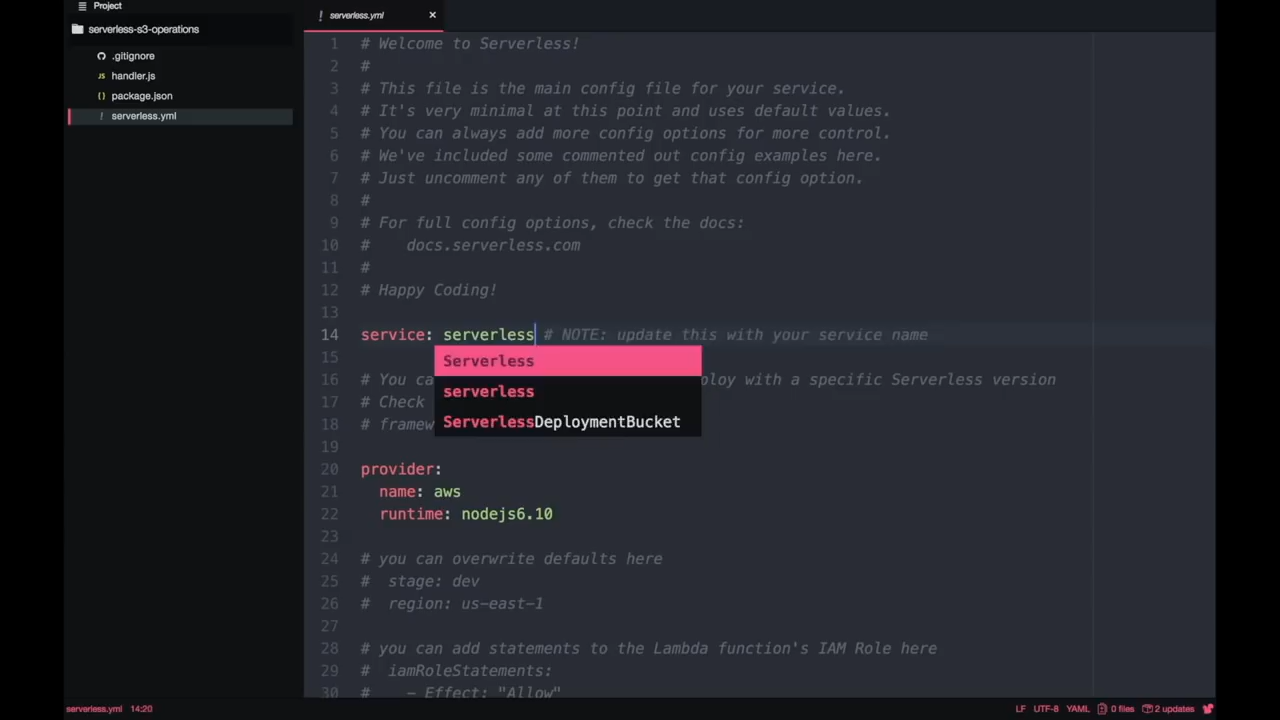 Project
serverless-s3-operations
.gitignore
JS handler.js
{} package.json
! serverless.yml
! serverless.yml ×
1 # Welcome to Serverless!
2 #
3 # This file is the main config file for your service.
4 # It's very minimal at this point and uses default values.
5 # You can always add more config options for more control.
6 # We've included some commented out config examples here.
7 # Just uncomment any of them to get that config option.
8 #
9 # For full config options, check the docs:
10 #    docs.serverless.com
11 #
12 # Happy Coding!
13
14 service: serverless # NOTE: update this with your service name
Serverless
serverless
ServerlessDeploymentBucket
15
16 # You ca ploy with a specific Serverless version
17 # Check
18 # framew
19
20 provider:
21   name: aws
22   runtime: nodejs6.10
23
24 # you can overwrite defaults here
25 #  stage: dev
26 #  region: us-east-1
27
28 # you can add statements to the Lambda function's IAM Role here
29 #  iamRoleStatements:
30 #    - Effect: "Allow"
serverless.yml 14:20 LF UTF-8 YAML 0 files 2 updates